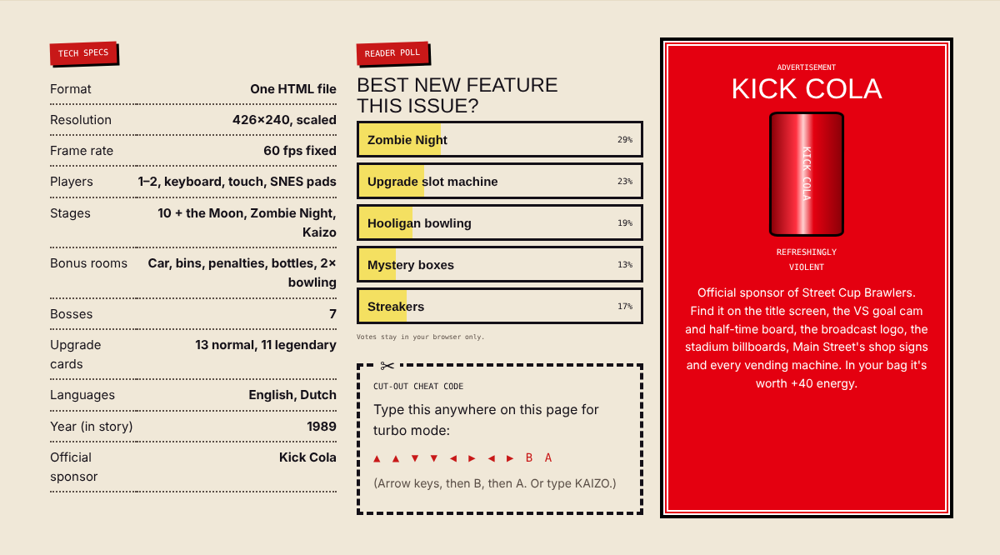 TECH SPECS
Format One HTML file
Resolution 426×240, scaled
Frame rate 60 fps fixed
Players 1–2, keyboard, touch, SNES pads
Stages 10 + the Moon, Zombie Night,
Kaizo
Bonus rooms Car, bins, penalties, bottles, 2×
bowling
Bosses 7
Upgrade 13 normal, 11 legendary
cards
Languages English, Dutch
Year (in story) 1989
Official Kick Cola
sponsor
READER POLL
BEST NEW FEATURE
THIS ISSUE?
Zombie Night 29%
Upgrade slot machine 23%
Hooligan bowling 19%
Mystery boxes 13%
Streakers 17%
Votes stay in your browser only.
CUT-OUT CHEAT CODE
Type this anywhere on this page for
turbo mode:
▲ ▲ ▼ ▼ ◀ ▶ ◀ ▶ B A
(Arrow keys, then B, then A. Or type KAIZO.)
ADVERTISEMENT
KICK COLA
KICK COLA
REFRESHINGLY
VIOLENT
Official sponsor of Street Cup Brawlers.
Find it on the title screen, the VS goal cam
and half-time board, the broadcast logo, the
stadium billboards, Main Street's shop signs
and every vending machine. In your bag it's
worth +40 energy.